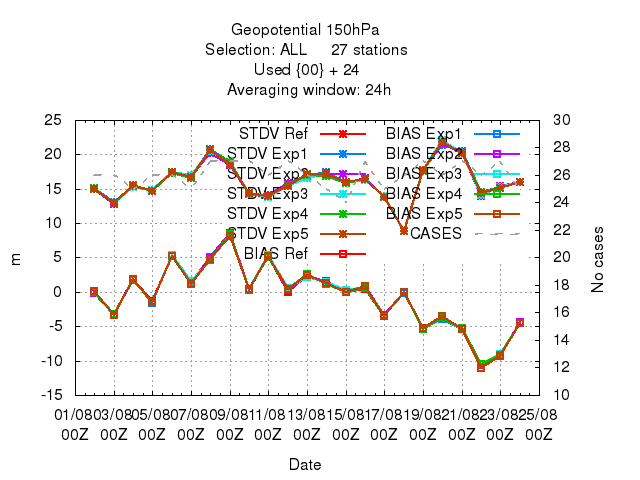 Geopotential 150hPa
Selection: ALL 27 stations
Used {00} + 24
Averaging window: 24h
25 30
20 28
15 26
10 24
5 22
0 20
-5 18
-10 16
-15 14
12
10
m
No cases
STDV Ref BIAS Exp1
STDV Exp1 BIAS Exp2
STDV Exp2 BIAS Exp3
STDV Exp3 BIAS Exp4
STDV Exp4 BIAS Exp5
STDV Exp5 CASES
BIAS Ref
01/08 03/08 05/08 07/08 09/08 11/08 13/08 15/08 17/08 19/08 21/08 23/08 25/08
00Z 00Z 00Z 00Z 00Z 00Z 00Z 00Z 00Z 00Z 00Z 00Z 00Z
Date